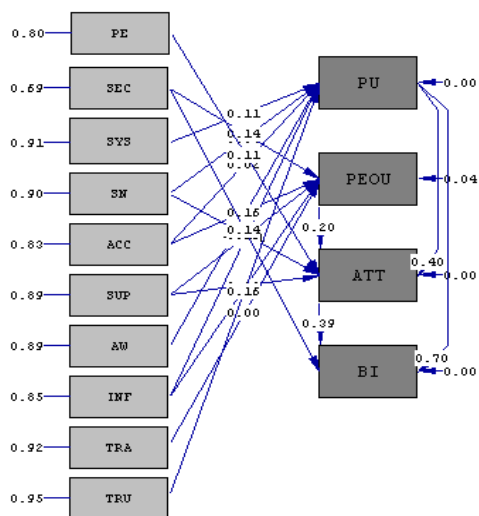 0.80 PE
0.69 SEC
0.91 SYS
0.90 SN
0.83 ACC
0.89 SUP
0.89 AW
0.85 INF
0.92 TRA
0.95 TRU
0.11
0.14
0.11
0.15
0.14
0.15
0.00
PU 0.00
PEOU 0.04
0.20
ATT 0.40 0.00
0.39
BI 0.70 0.00